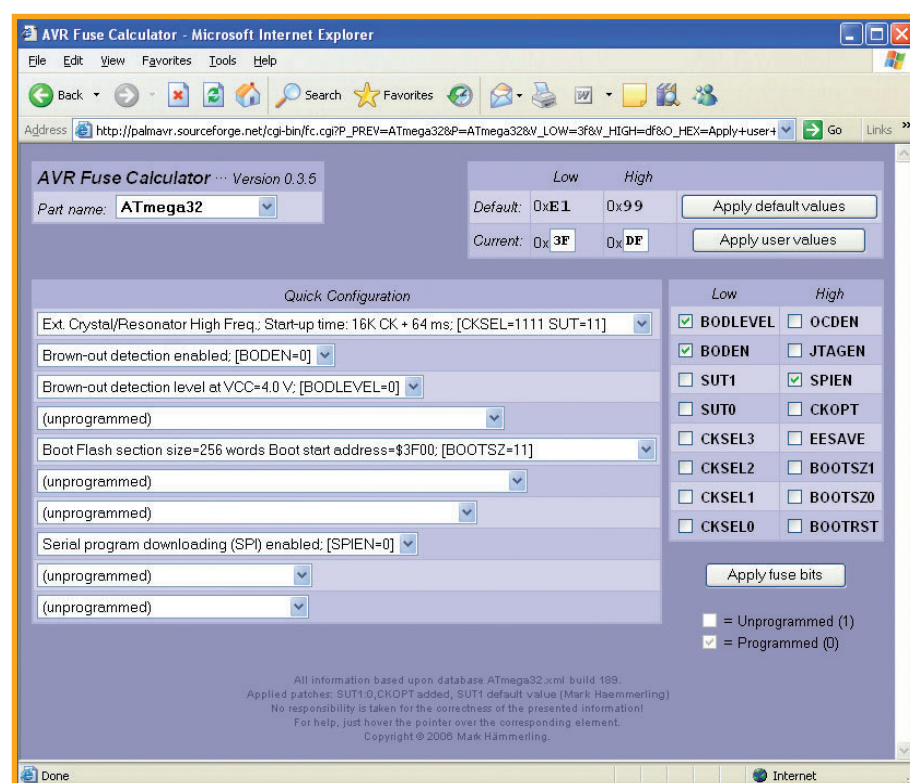 AVR Fuse Calculator - Microsoft Internet Explorer
File Edit View Favorites Tools Help
Back Search Favorites
Address http://palmavr.sourceforge.net/cgi-bin/fc.cgi?P_PREV=ATmega32&P=ATmega32&V_LOW=3f&V_HIGH=df&O_HEX=Apply+user+ Go Links »
AVR Fuse Calculator ··· Version 0.3.5
Part name: ATmega32
Low High
Default: 0xE1 0x99 Apply default values
Current: 0x 3F 0x DF Apply user values
Quick Configuration
Ext. Crystal/Resonator High Freq.; Start-up time: 16K CK + 64 ms; [CKSEL=1111 SUT=11]
Brown-out detection enabled; [BODEN=0]
Brown-out detection level at VCC=4.0 V; [BODLEVEL=0]
(unprogrammed)
Boot Flash section size=256 words Boot start address=$3F00; [BOOTSZ=11]
(unprogrammed)
(unprogrammed)
Serial program downloading (SPI) enabled; [SPIEN=0]
(unprogrammed)
(unprogrammed)
Low High
BODLEVEL OCDEN
BODEN JTAGEN
SUT1 SPIEN
SUT0 CKOPT
CKSEL3 EESAVE
CKSEL2 BOOTSZ1
CKSEL1 BOOTSZ0
CKSEL0 BOOTRST
Apply fuse bits
= Unprogrammed (1)
= Programmed (0)
All information based upon database ATmega32.xml build 189.
Applied patches: SUT1:0,CKOPT added, SUT1 default value (Mark Haemmerling)
No responsibility is taken for the correctness of the presented information!
For help, just hover the pointer over the corresponding element.
Copyright © 2006 Mark Hämmerling.
Done Internet